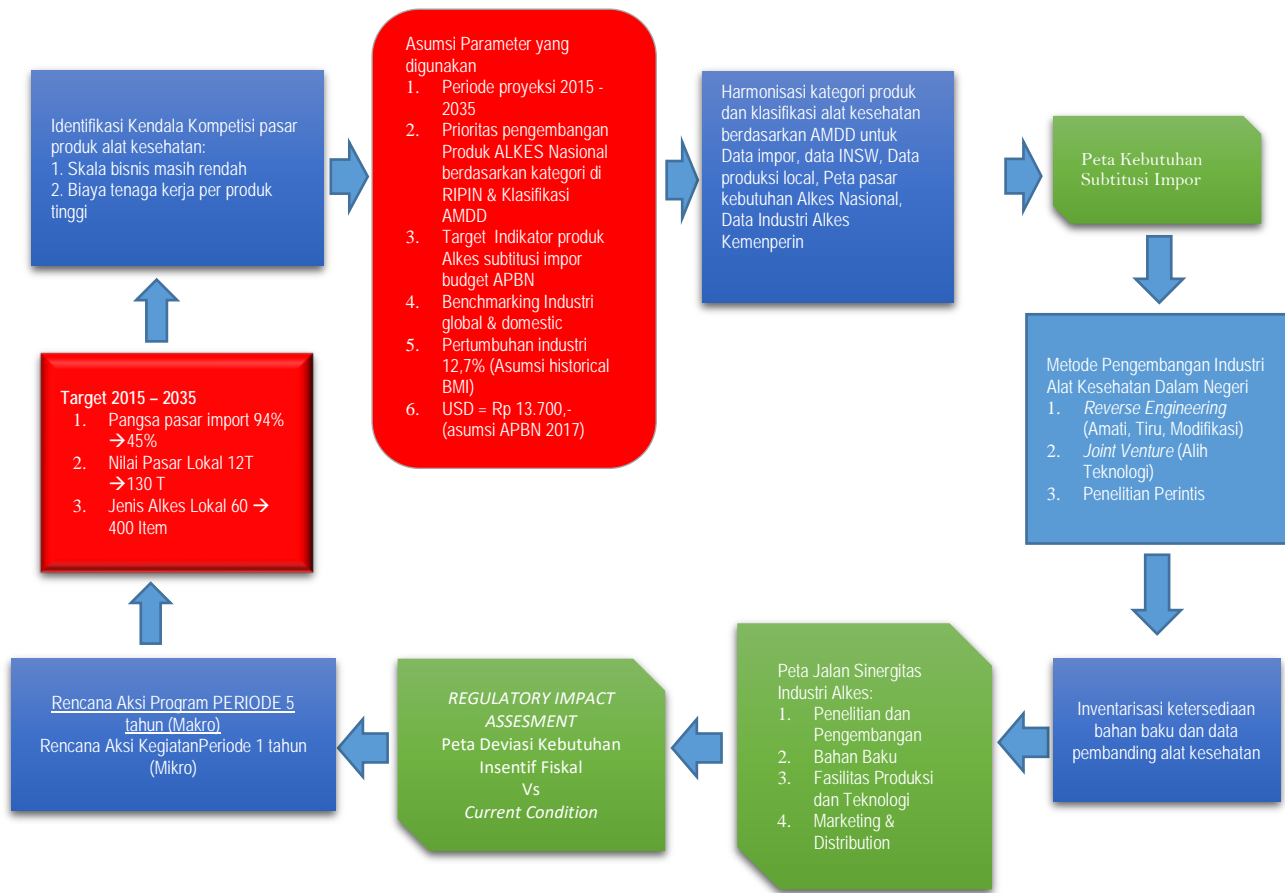 Identifikasi Kendala Kompetisi pasar
produk alat kesehatan:
1. Skala bisnis masih rendah
2. Biaya tenaga kerja per produk
tinggi
Asumsi Parameter yang
digunakan
1. Periode proyeksi 2015 -
2035
2. Prioritas pengembangan
Produk ALKES Nasional
berdasarkan kategori di
RIPIN & Klasifikasi
AMDD
3. Target Indikator produk
Alkes subtitusi impor
budget APBN
4. Benchmarking Industri
global & domestic
5. Pertumbuhan industri
12,7% (Asumsi historical
BMI)
6. USD = Rp 13.700,-
(asumsi APBN 2017)
Harmonisasi kategori produk
dan klasifikasi alat kesehatan
berdasarkan AMDD untuk
Data impor, data INSW, Data
produksi local, Peta pasar
kebutuhan Alkes Nasional,
Data Industri Alkes
Kemenperin
Peta Kebutuhan
Subtitusi Impor
Metode Pengembangan Industri
Alat Kesehatan Dalam Negeri
1. Reverse Engineering
(Amati, Tiru, Modifikasi)
2. Joint Venture (Alih
Teknologi)
3. Penelitian Perintis
Inventarisasi ketersediaan
bahan baku dan data
pembanding alat kesehatan
Peta Jalan Sinergitas
Industri Alkes:
1. Penelitian dan
Pengembangan
2. Bahan Baku
3. Fasilitas Produksi
dan Teknologi
4. Marketing &
Distribution
REGULATORY IMPACT
ASSESMENT
Peta Deviasi Kebutuhan
Insentif Fiskal
Vs
Current Condition
Rencana Aksi Program PERIODE 5
tahun (Makro)
Rencana Aksi KegiatanPeriode 1 tahun
(Mikro)
Target 2015 – 2035
1. Pangsa pasar import 94%
→45%
2. Nilai Pasar Lokal 12T
→130 T
3. Jenis Alkes Lokal 60 →
400 Item